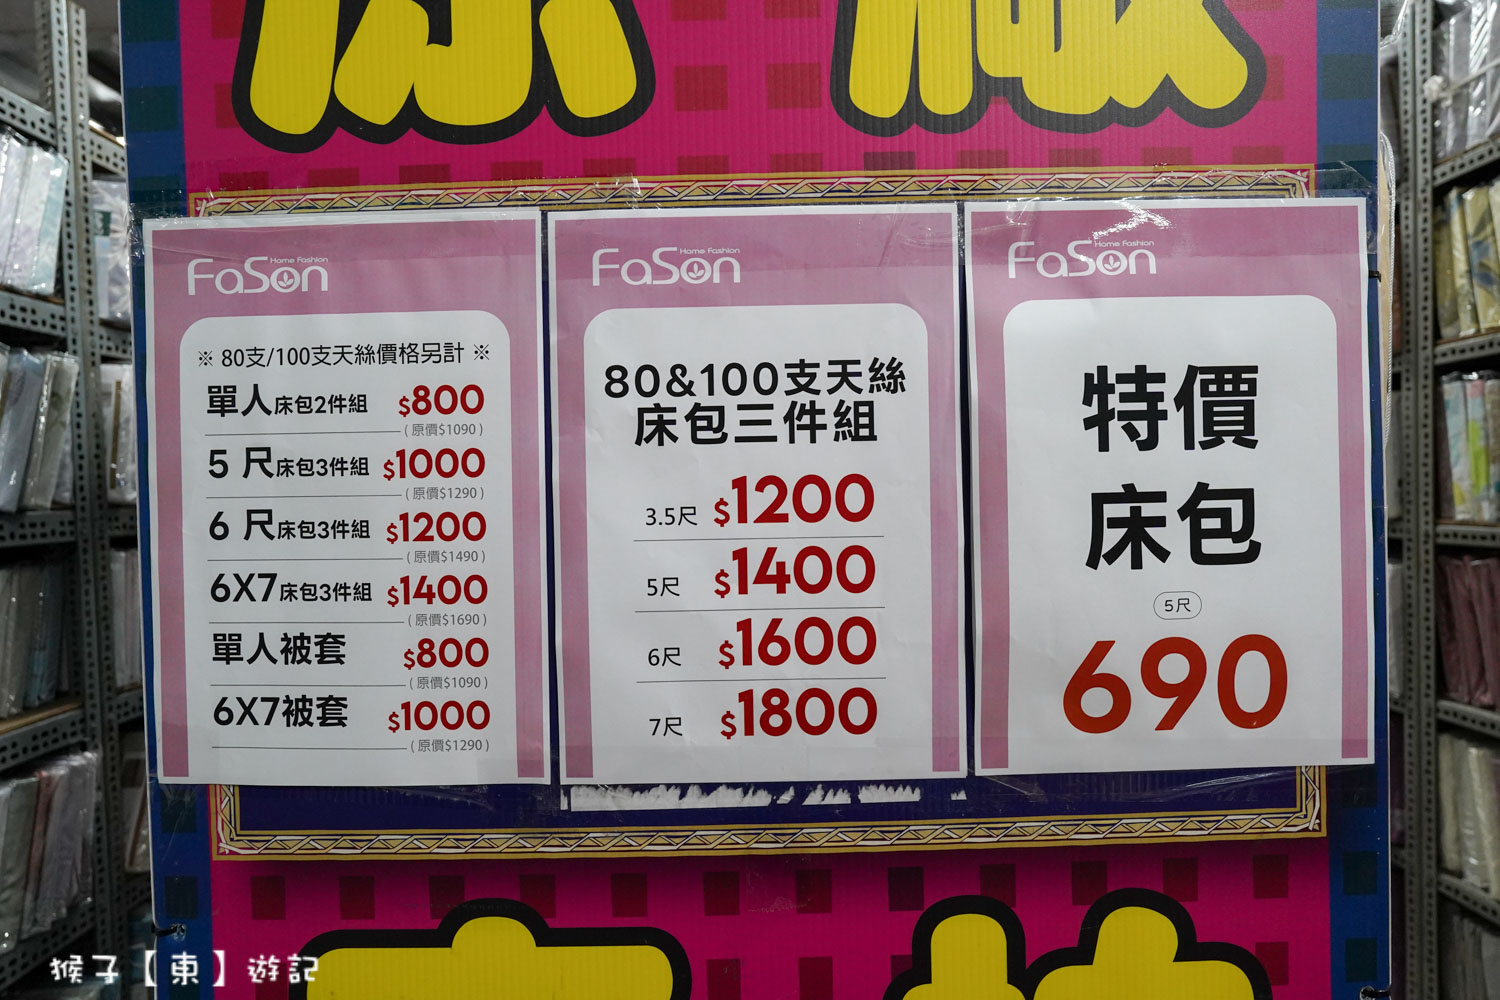 FaSon Home Fashion
※ 80支/100支天絲價格另計 ※
單人床包2件組 $800
(原價$1090)
5 尺床包3件組 $1000
(原價$1290)
6 尺床包3件組 $1200
(原價$1490)
6X7床包3件組 $1400
(原價$1690)
單人被套 $800
(原價$1090)
6X7被套 $1000
(原價$1290)
FaSon Home Fashion
80&100支天絲
床包三件組
3.5尺 $1200
5尺 $1400
6尺 $1600
7尺 $1800
FaSon Home Fashion
特價
床包
5尺
690
猴子【東】遊記